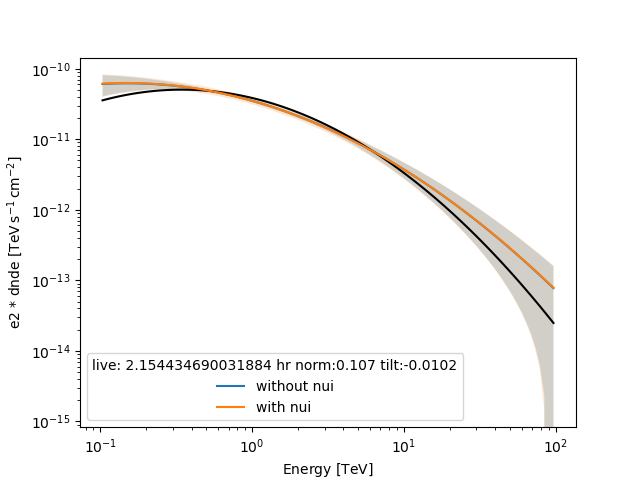 10⁻¹⁰
10⁻¹¹
10⁻¹²
10⁻¹³
10⁻¹⁴
10⁻¹⁵
e2 * dnde [TeV s⁻¹ cm⁻²]
live: 2.154434690031884 hr norm:0.107 tilt:-0.0102
without nui
with nui
10⁻¹ 10⁰ 10¹ 10²
Energy [TeV]